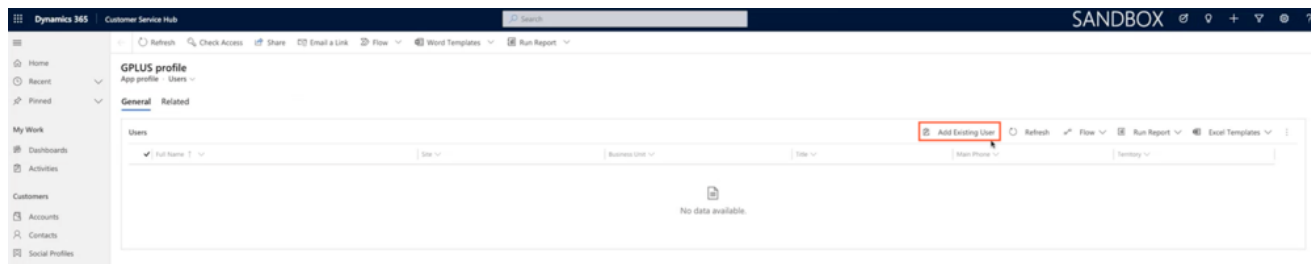 Dynamics 365 Customer Service Hub Search SANDBOX
Refresh Check Access Share Email a Link Flow Word Templates Run Report
Home
Recent
Pinned
My Work
Dashboards
Activities
Customers
Accounts
Contacts
Social Profiles
GPLUS profile
App profile · Users
General Related
Users Add Existing User Refresh Flow Run Report Excel Templates
Full Name ↑ Site Business Unit Title Main Phone Territory
No data available.